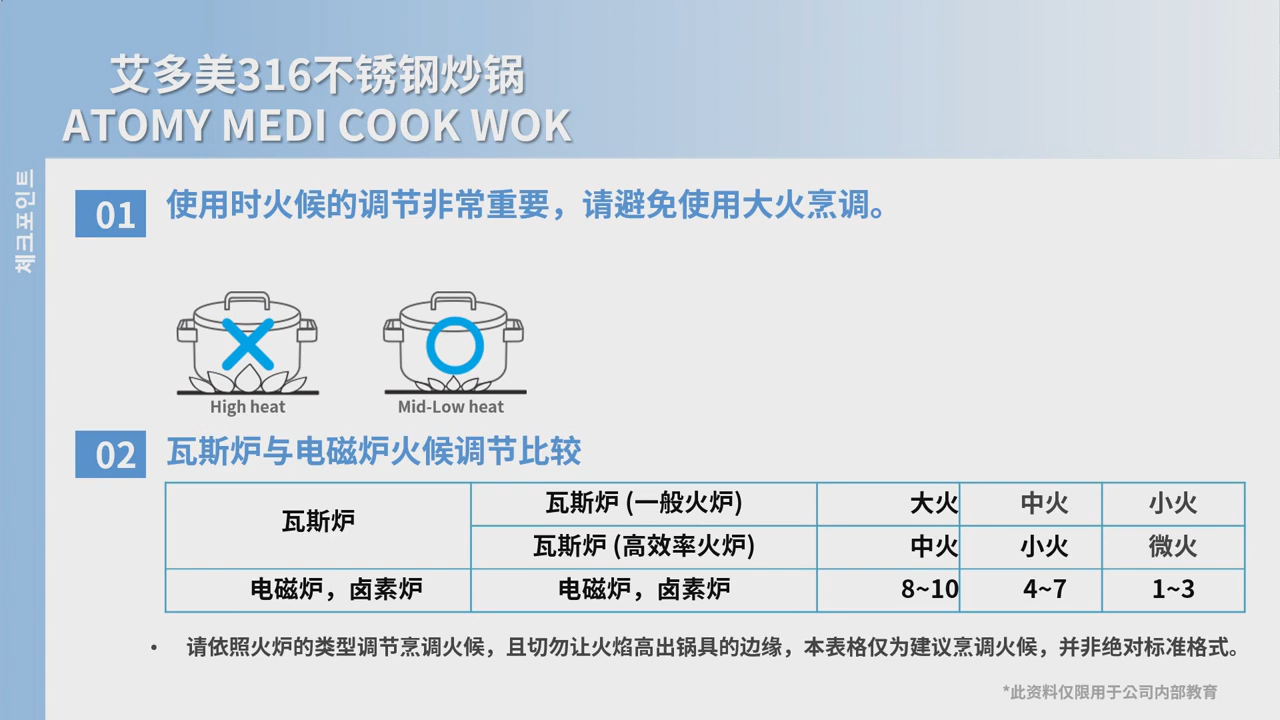 艾多美316不锈钢炒锅
ATOMY MEDI COOK WOK
체크포인트
01 使用时火候的调节非常重要，请避免使用大火烹调。
High heat
Mid-Low heat
02 瓦斯炉与电磁炉火候调节比较
瓦斯炉
瓦斯炉 (一般火炉) 大火 中火 小火
瓦斯炉 (高效率火炉) 中火 小火 微火
电磁炉，卤素炉 电磁炉，卤素炉 8~10 4~7 1~3
• 请依照火炉的类型调节烹调火候，且切勿让火焰高出锅具的边缘，本表格仅为建议烹调火候，并非绝对标准格式。
*此资料仅限用于公司内部教育